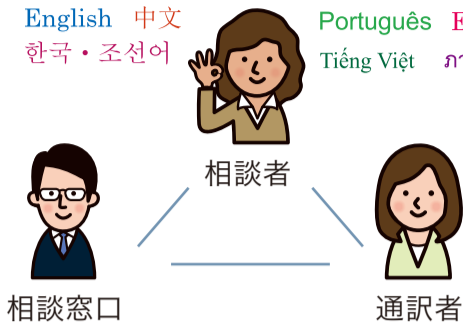 English 中文
한국・조선어
Português
Tiếng Việt
相談者
相談窓口
通訳者